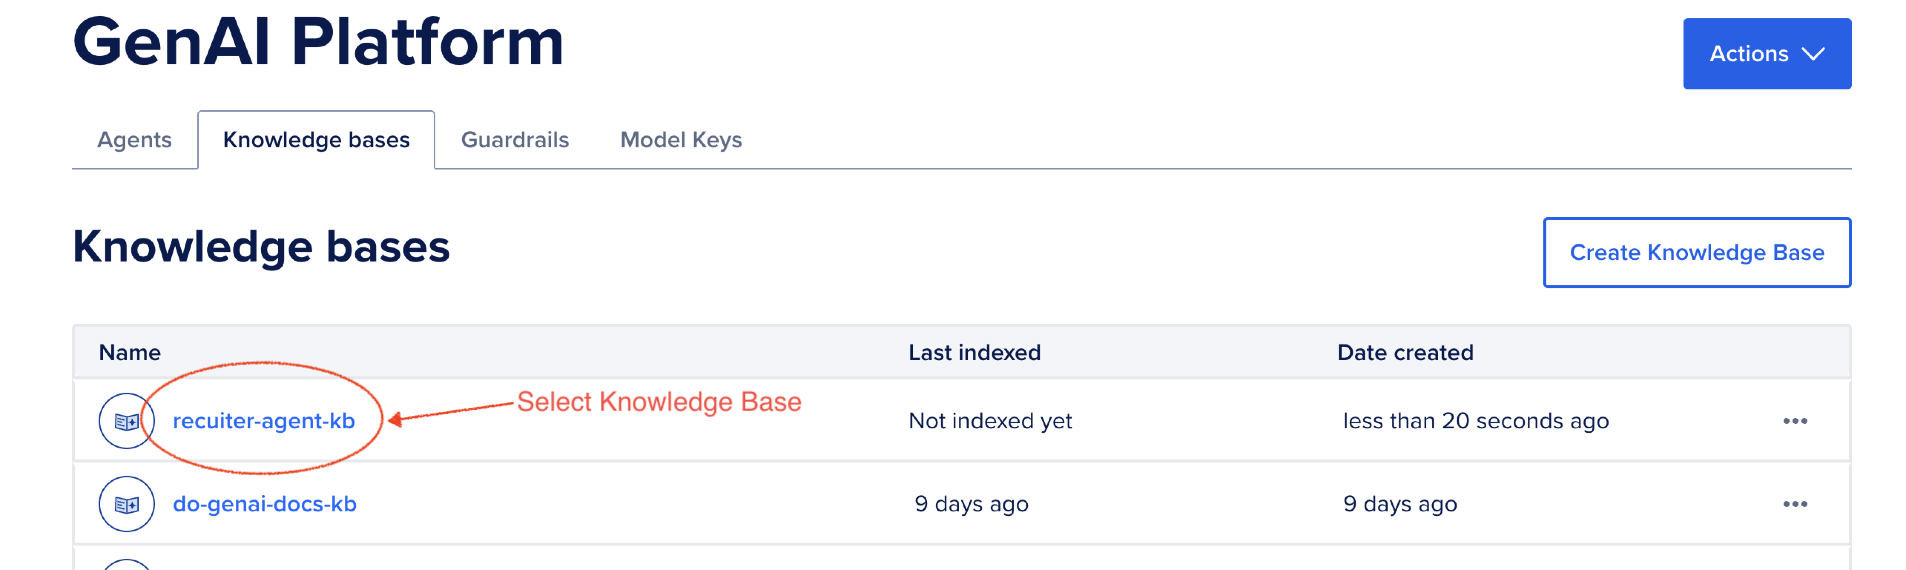 GenAI Platform
Actions
Agents Knowledge bases Guardrails Model Keys
Knowledge bases
Create Knowledge Base
Name Last indexed Date created
recuiter-agent-kb Select Knowledge Base Not indexed yet less than 20 seconds ago
do-genai-docs-kb 9 days ago 9 days ago